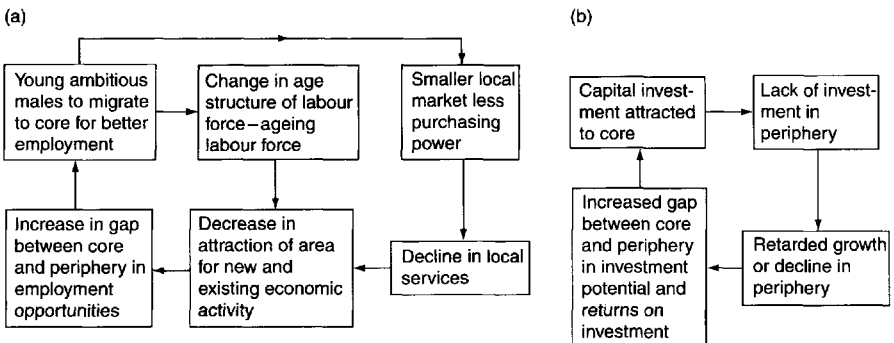 (a)
Young ambitious
males to migrate
to core for better
employment
Change in age
structure of labour
force–ageing
labour force
Smaller local
market less
purchasing
power
Increase in gap
between core
and periphery in
employment
opportunities
Decrease in
attraction of area
for new and
existing economic
activity
Decline in local
services
(b)
Capital invest-
ment attracted
to core
Lack of invest-
ment in
periphery
Increased gap
between core
and periphery
in investment
potential and
returns on
investment
Retarded growth
or decline in
periphery